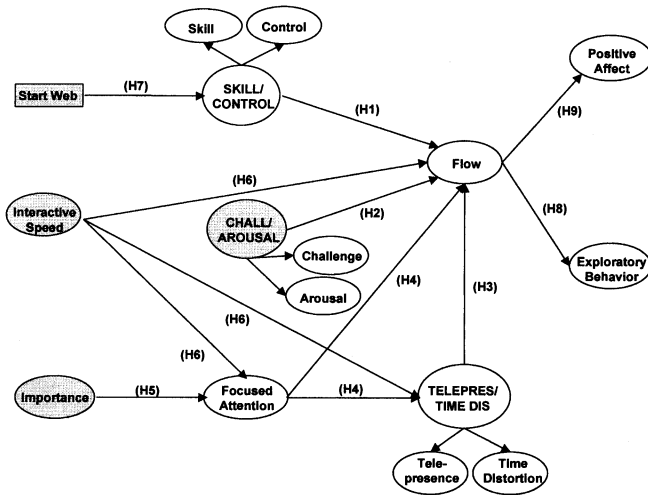 Skill
Control
Positive
Affect
SKILL/
CONTROL
Start Web
(H7)
(H1)
(H9)
Flow
(H6)
Interactive
Speed
CHALL/
AROUSAL
(H2)
(H8)
Challenge
Exploratory
Behavior
Arousal
(H4)
(H3)
(H6)
(H6)
Importance
(H5)
Focused
Attention
(H4)
TELEPRES/
TIME DIS
Tele-
presence
Time
Distortion